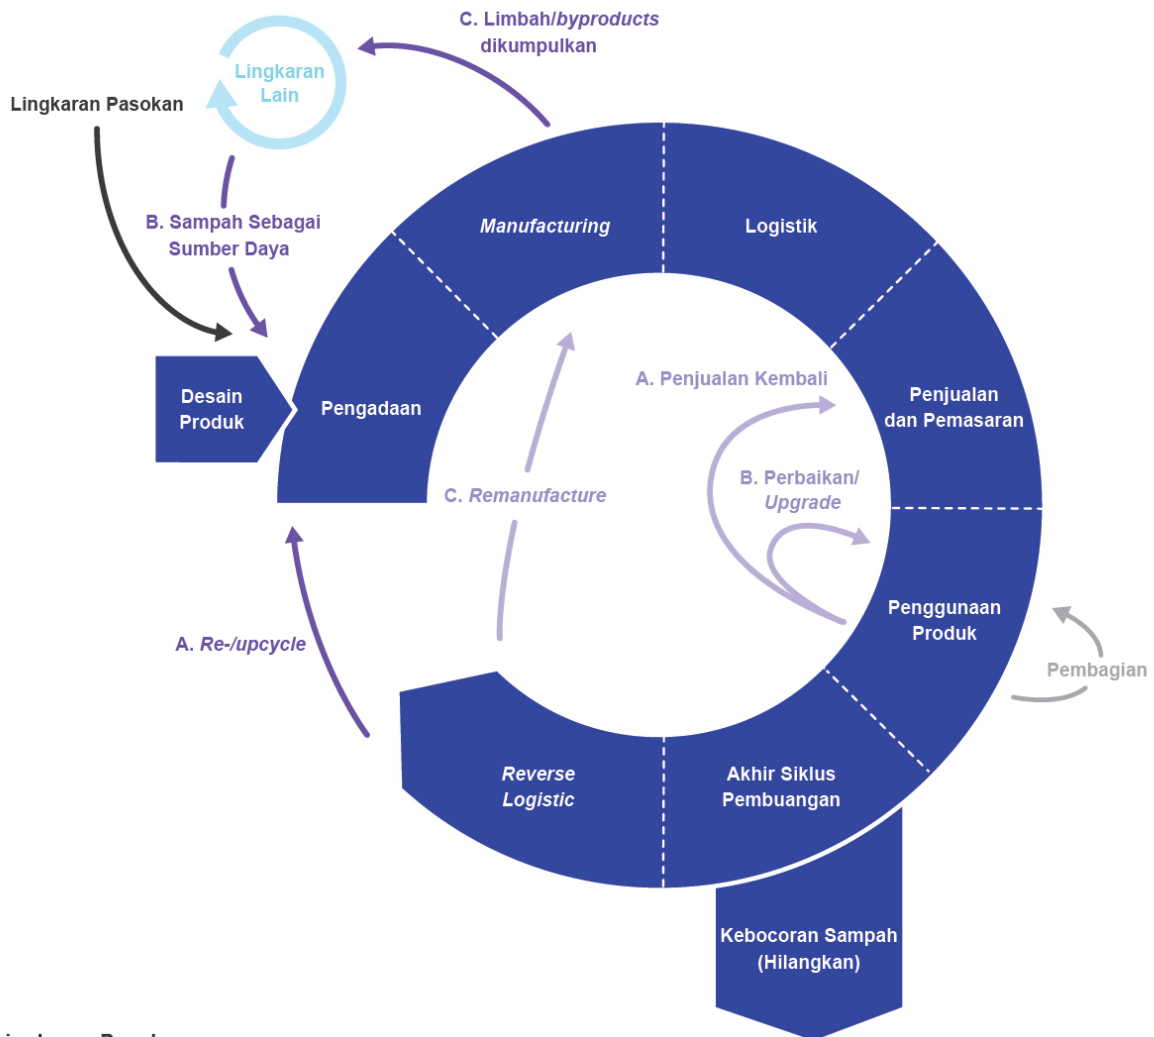 C. Limbah/byproducts
dikumpulkan
Lingkaran
Lain
Lingkaran Pasokan
B. Sampah Sebagai
Sumber Daya
Manufacturing
Logistik
Desain
Produk
Pengadaan
A. Penjualan Kembali
Penjualan
dan Pemasaran
C. Remanufacture
B. Perbaikan/
Upgrade
Penggunaan
Produk
A. Re-/upcycle
Pembagian
Reverse
Logistic
Akhir Siklus
Pembuangan
Kebocoran Sampah
(Hilangkan)